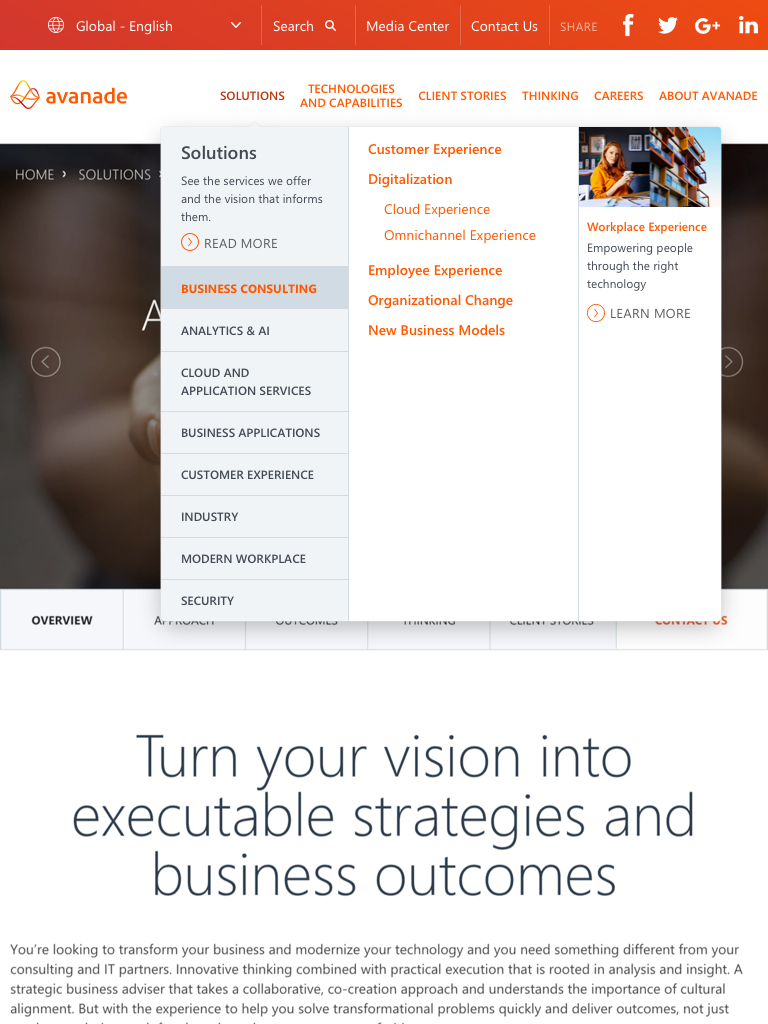 Global - English
Search
Media Center
Contact Us
SHARE
f
G+
in
avanade
SOLUTIONS
TECHNOLOGIES
AND CAPABILITIES
CLIENT STORIES
THINKING
CAREERS
ABOUT AVANADE
HOME › SOLUTIONS ›
A
Solutions
See the services we offer
and the vision that informs
them.
READ MORE
BUSINESS CONSULTING
ANALYTICS & AI
CLOUD AND
APPLICATION SERVICES
BUSINESS APPLICATIONS
CUSTOMER EXPERIENCE
INDUSTRY
MODERN WORKPLACE
SECURITY
Customer Experience
Digitalization
Cloud Experience
Omnichannel Experience
Employee Experience
Organizational Change
New Business Models
Workplace Experience
Empowering people
through the right
technology
LEARN MORE
OVERVIEW
APPROACH
OUTCOMES
THINKING
CLIENT STORIES
CONTACT US
Turn your vision into
executable strategies and
business outcomes
You’re looking to transform your business and modernize your technology and you need something different from your
consulting and IT partners. Innovative thinking combined with practical execution that is rooted in analysis and insight. A
strategic business adviser that takes a collaborative, co-creation approach and understands the importance of cultural
alignment. But with the experience to help you solve transformational problems quickly and deliver outcomes, not just